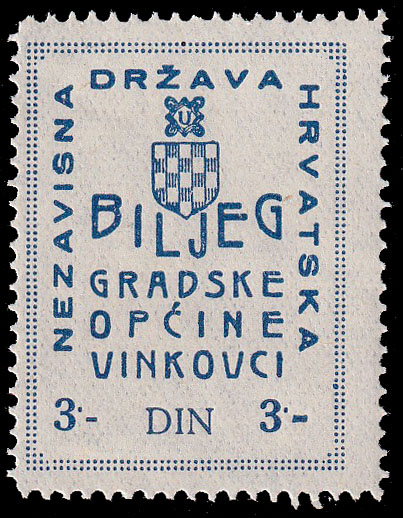 NEZAVISNA DRŽAVA HRVATSKA
U
BILJEG
GRADSKE
OPĆINE
VINKOVCI
3·- DIN 3·-